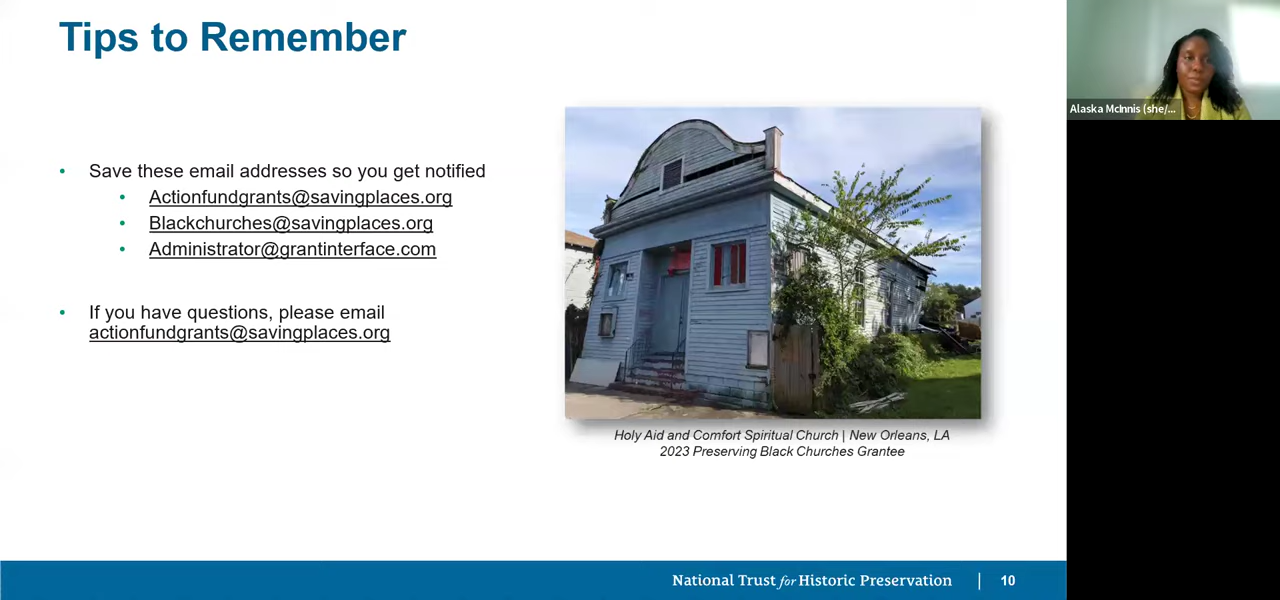 Tips to Remember
• Save these email addresses so you get notified
• Actionfundgrants@savingplaces.org
• Blackchurches@savingplaces.org
• Administrator@grantinterface.com
• If you have questions, please email
actionfundgrants@savingplaces.org
Holy Aid and Comfort Spiritual Church | New Orleans, LA
2023 Preserving Black Churches Grantee
National Trust for Historic Preservation | 10
Alaska McInnis (she/...